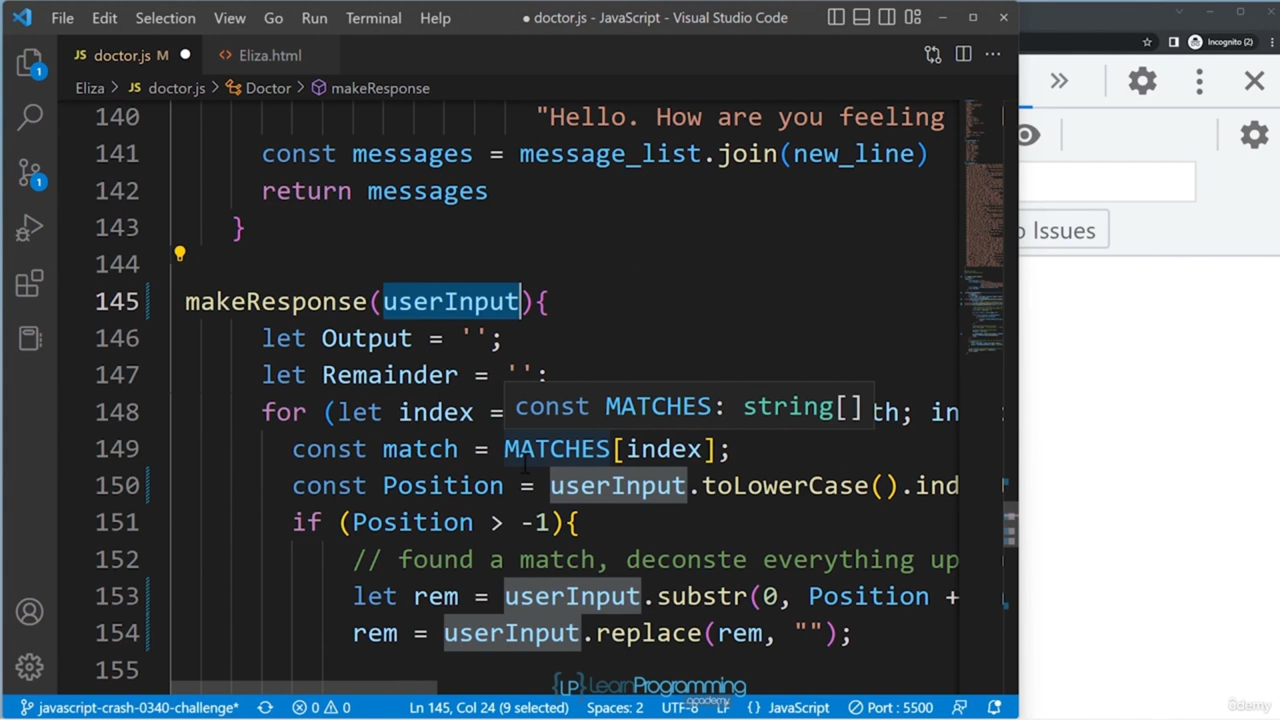 File Edit Selection View Go Run Terminal Help
● doctor.js - JavaScript - Visual Studio Code
Incognito (2)
JS doctor.js M ●
<> Eliza.html
Eliza > JS doctor.js > Doctor > makeResponse
140 "Hello. How are you feeling
141 const messages = message_list.join(new_line)
142 return messages
143 }
144
145 makeResponse(userInput){
146 let Output = '';
147 let Remainder = '';
const MATCHES: string[]
148 for (let index = th; in
149 const match = MATCHES[index];
150 const Position = userInput.toLowerCase().ind
151 if (Position > -1){
152 // found a match, deconste everything up
153 let rem = userInput.substr(0, Position +
154 rem = userInput.replace(rem, "");
155
1
1
o Issues
{LP} LearnProgramming
academy
javascript-crash-0340-challenge* 0 0 Ln 145, Col 24 (9 selected) Spaces: 2 UTF-8 LF {} JavaScript Port : 5500
ûdemy